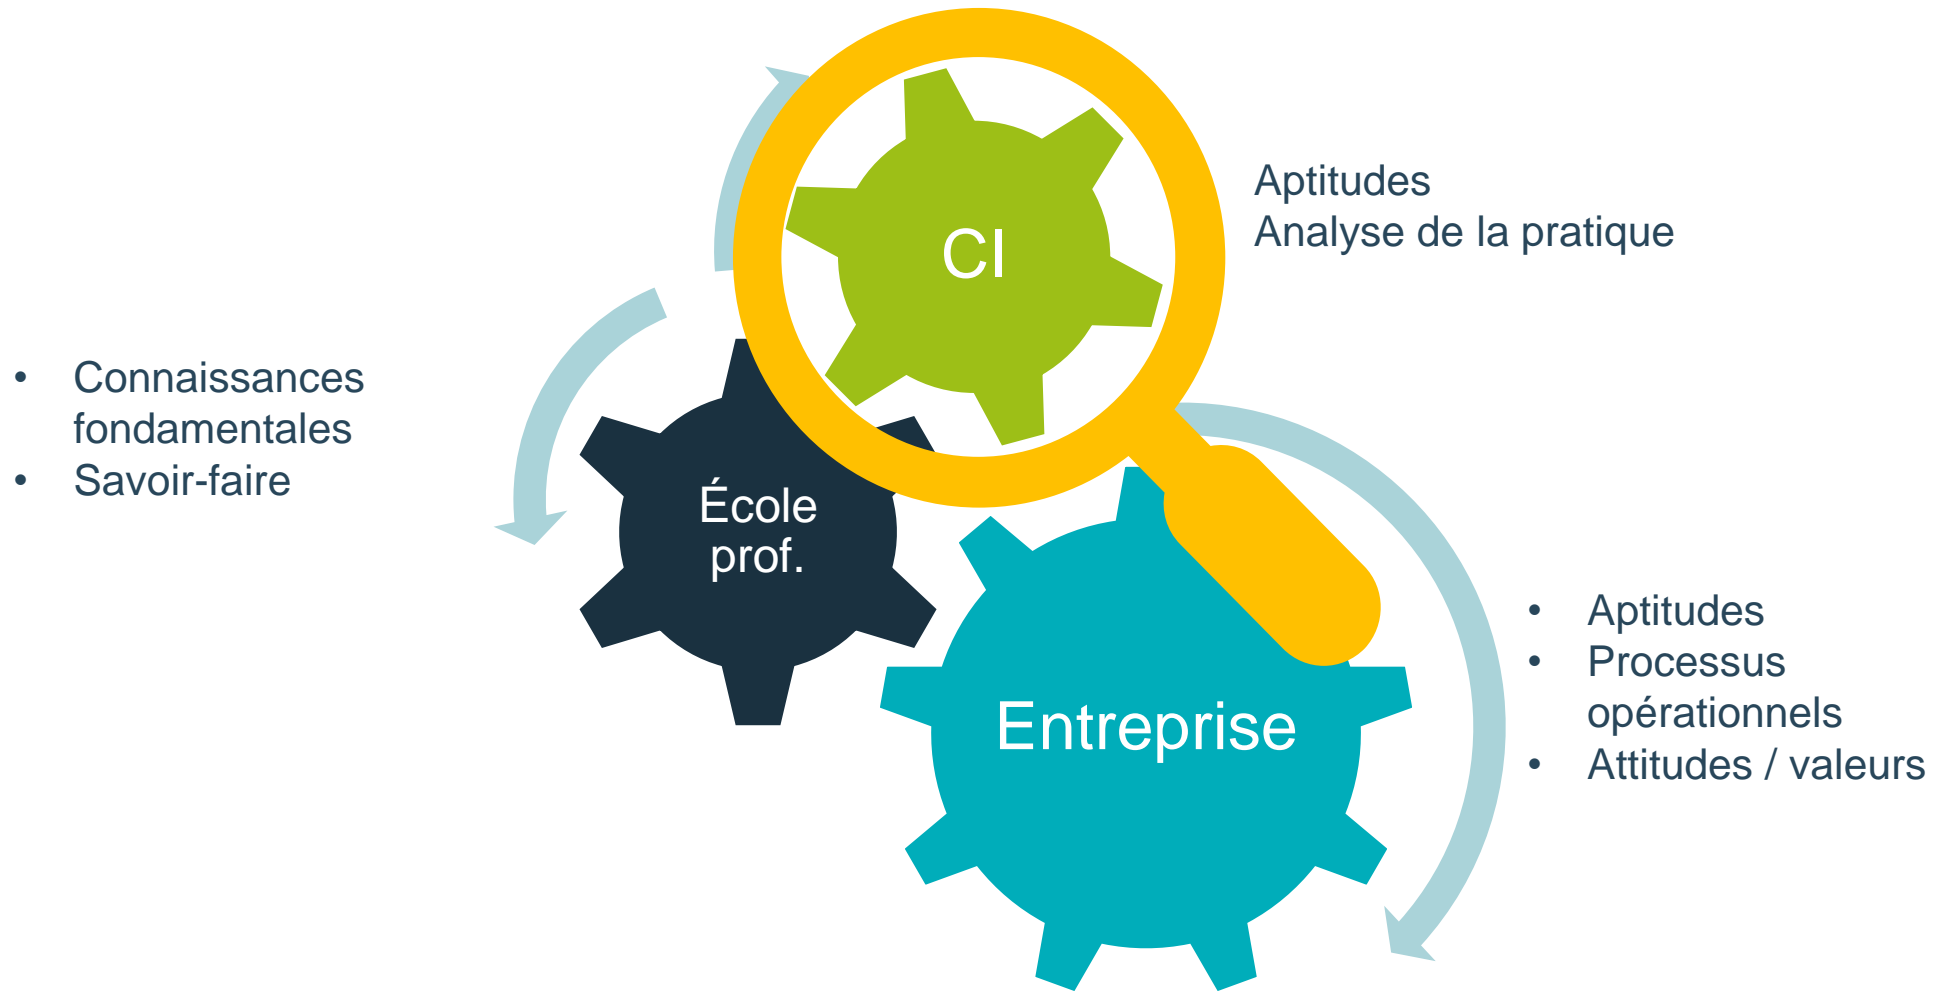 CI
Aptitudes
Analyse de la pratique
• Connaissances
fondamentales
• Savoir-faire
École
prof.
Entreprise
• Aptitudes
• Processus
opérationnels
• Attitudes / valeurs